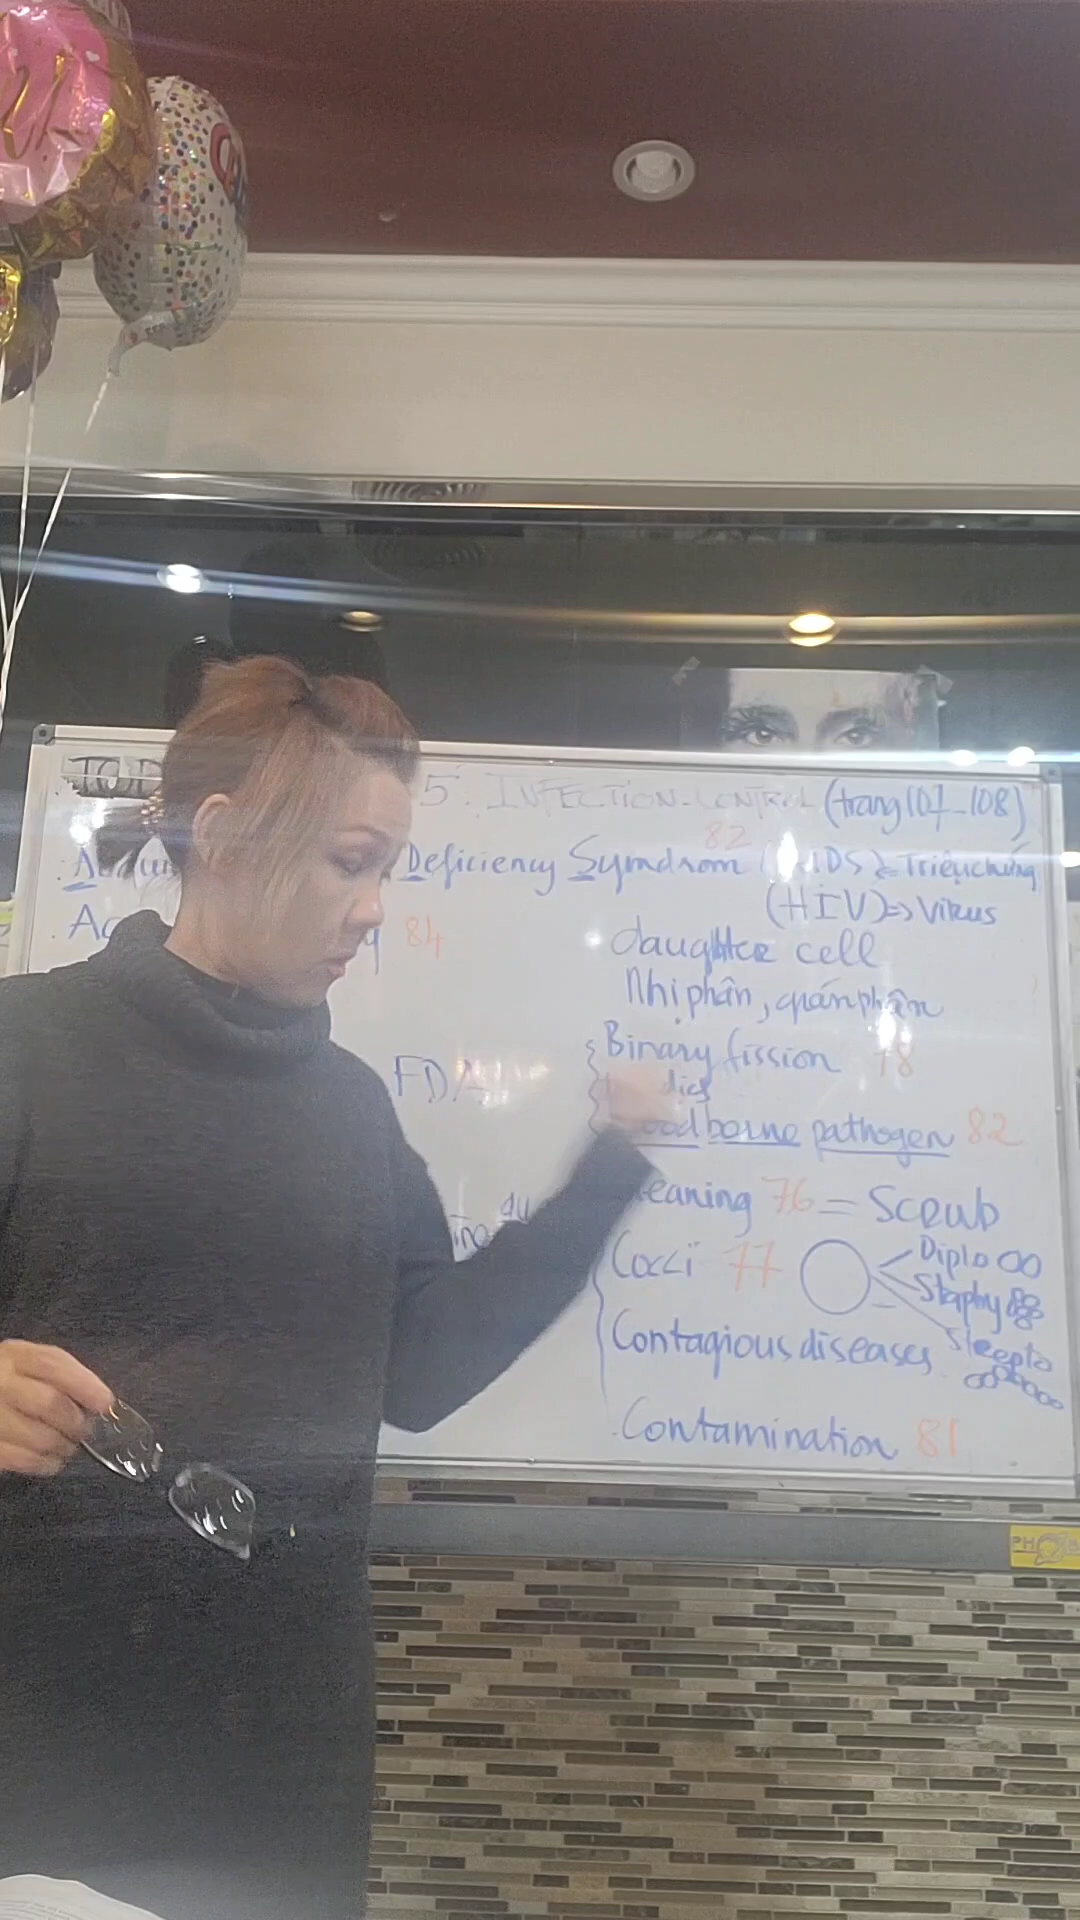 5. INFECTION CONTROL (trang 107-108)
82
Deficiency Symdrom (AIDS) => Triệu chứng
(HIV) => Virus
84
daughter cell
Nhị phân, quán phân
Binary fission 78
FDA
bood borne pathogen 82
eaning 76 = Scrub
Cocci 77
Diplo
Staphy
Strepto
Contagious diseases
Contamination 81